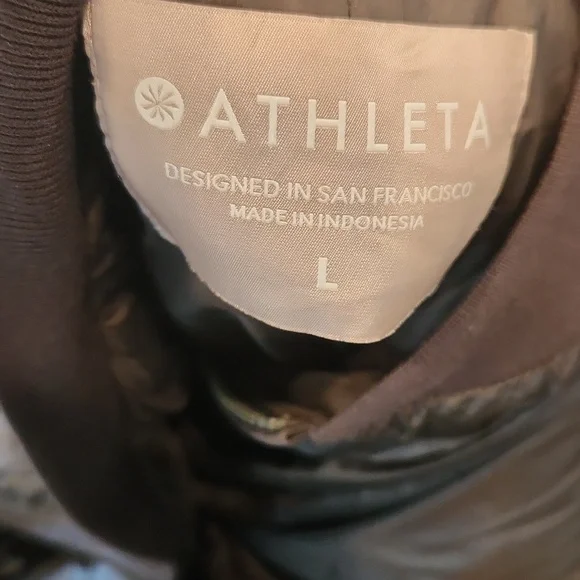 ATHLETA
DESIGNED IN SAN FRANCISCO
MADE IN INDONESIA
L